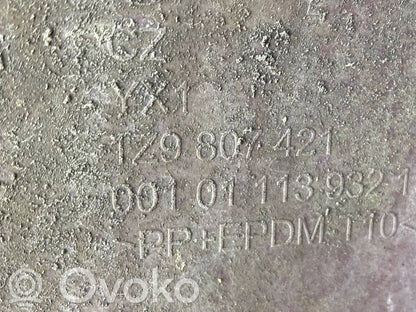 CZ
YX1
1Z9 807 421
001 01 113 932 1
>PP+EPDM T10<
© Ovoko